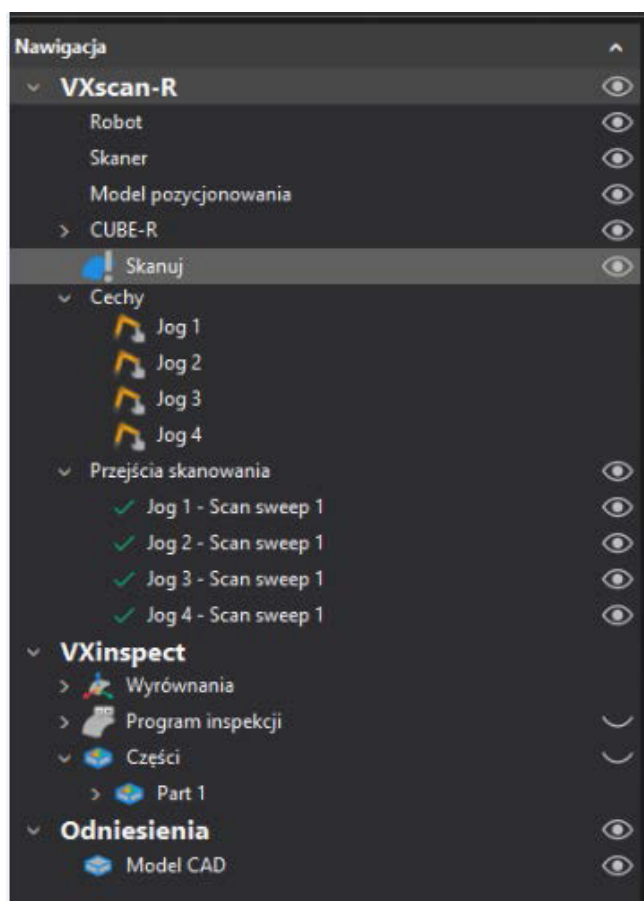 Nawigacja
VXscan-R
Robot
Skaner
Model pozycjonowania
CUBE-R
Skanuj
Cechy
Jog 1
Jog 2
Jog 3
Jog 4
Przejścia skanowania
Jog 1 - Scan sweep 1
Jog 2 - Scan sweep 1
Jog 3 - Scan sweep 1
Jog 4 - Scan sweep 1
VXinspect
Wyrównania
Program inspekcji
Części
Part 1
Odniesienia
Model CAD